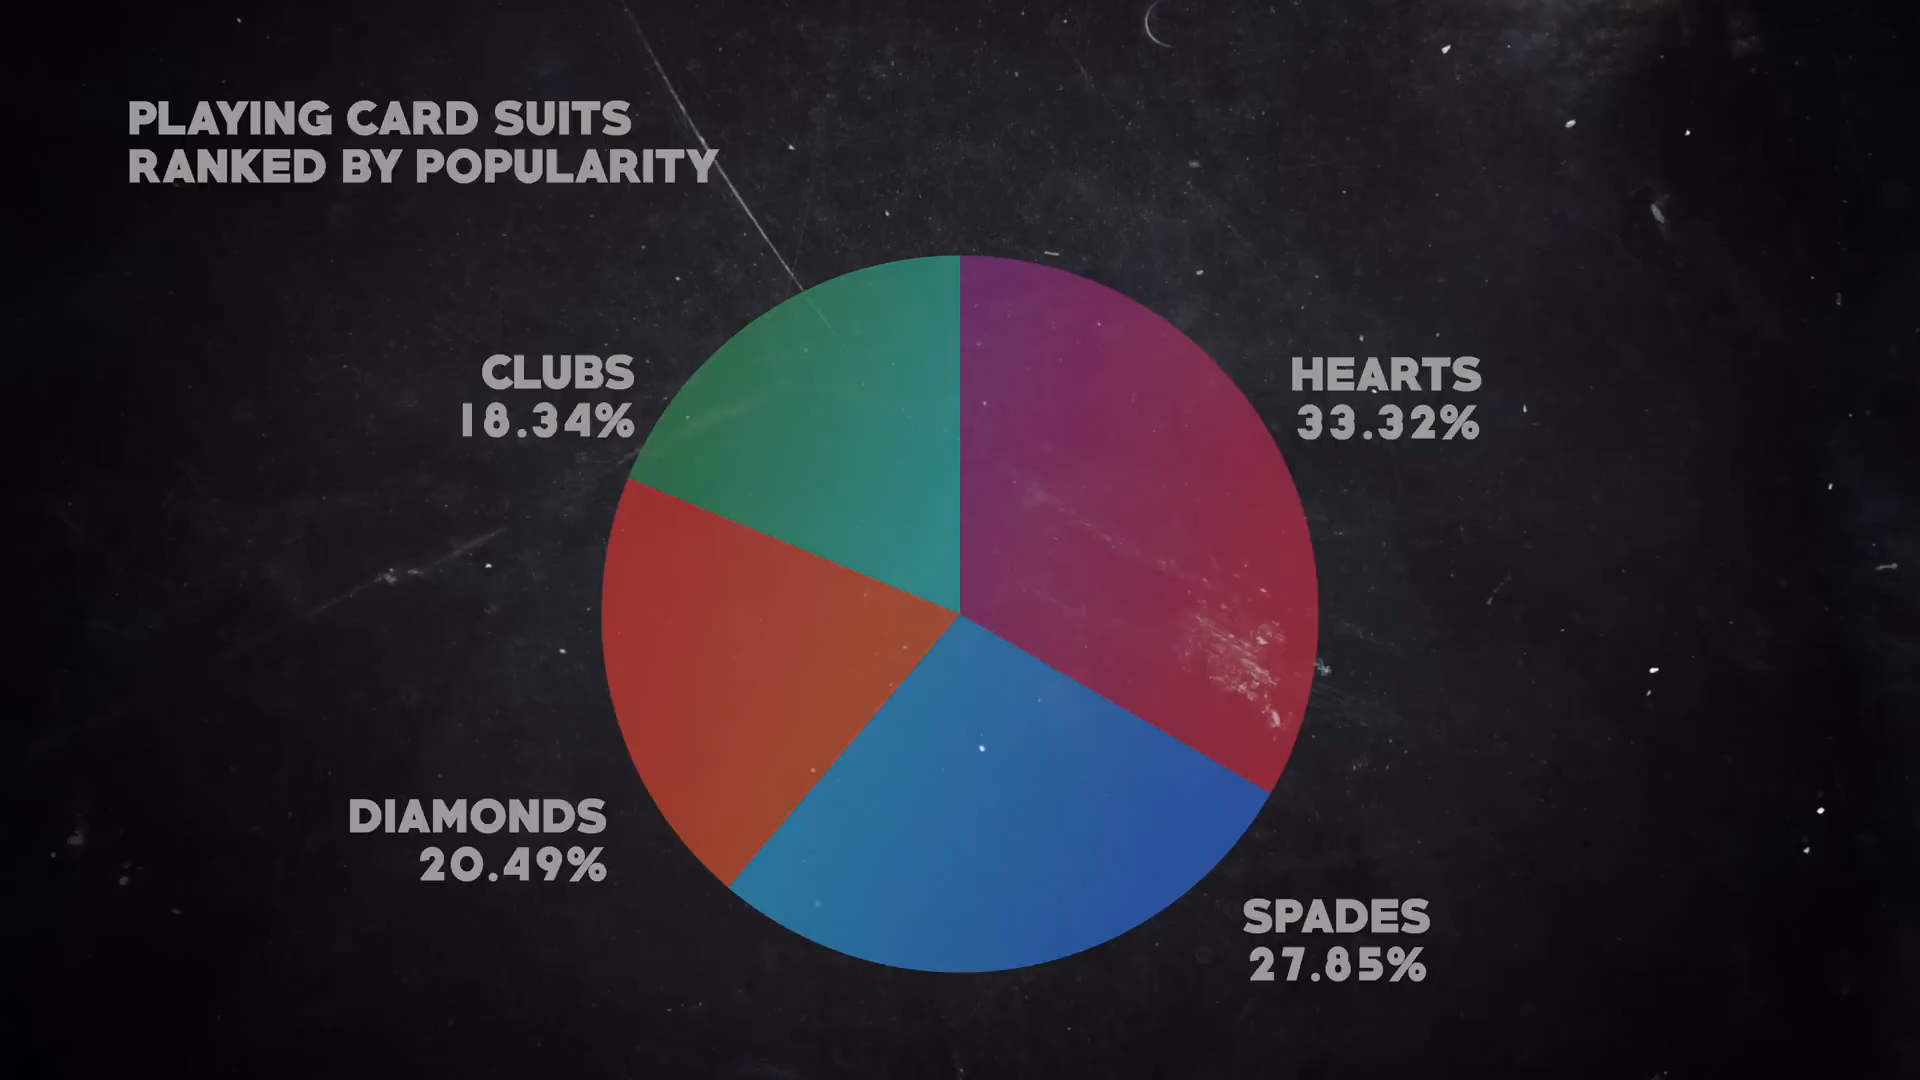 PLAYING CARD SUITS
RANKED BY POPULARITY
CLUBS
18.34%
HEARTS
33.32%
DIAMONDS
20.49%
SPADES
27.85%